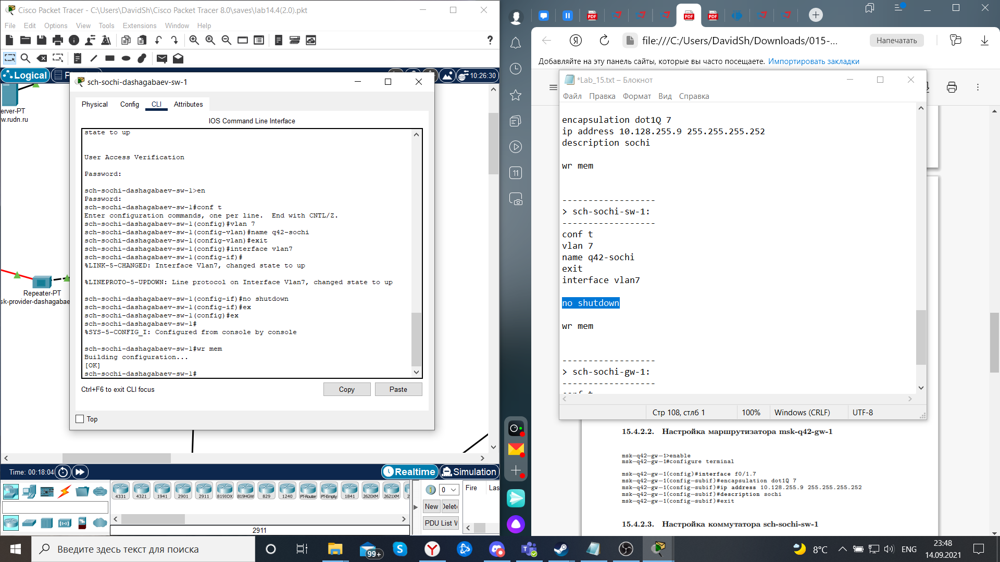 Cisco Packet Tracer - C:\Users\DavidSh\Cisco Packet Tracer 8.0\saves\lab14.4(2.0).pkt
File Edit Options View Tools Extensions Window Help
?
Logical
P
10:26:30
erver-PT
w.rudn.ru
Repeater-PT
sk-provider-dashagabae
sch-sochi-dashagabaev-sw-1
Physical Config CLI Attributes
IOS Command Line Interface
state to up
User Access Verification
Password:
sch-sochi-dashagabaev-sw-1>en
Password:
sch-sochi-dashagabaev-sw-1#conf t
Enter configuration commands, one per line.  End with CNTL/Z.
sch-sochi-dashagabaev-sw-1(config)#vlan 7
sch-sochi-dashagabaev-sw-1(config-vlan)#name q42-sochi
sch-sochi-dashagabaev-sw-1(config-vlan)#exit
sch-sochi-dashagabaev-sw-1(config)#interface vlan7
sch-sochi-dashagabaev-sw-1(config-if)#
%LINK-5-CHANGED: Interface Vlan7, changed state to up
%LINEPROTO-5-UPDOWN: Line protocol on Interface Vlan7, changed state to up
sch-sochi-dashagabaev-sw-1(config-if)#no shutdown
sch-sochi-dashagabaev-sw-1(config-if)#ex
sch-sochi-dashagabaev-sw-1(config)#ex
sch-sochi-dashagabaev-sw-1#
%SYS-5-CONFIG_I: Configured from console by console
sch-sochi-dashagabaev-sw-1#wr mem
Building configuration...
[OK]
sch-sochi-dashagabaev-sw-1#
Ctrl+F6 to exit CLI focus
Copy Paste
Top
Time: 00:18:04
Realtime Simulation
4331 4321 1941 2901 2911 819IOX 819HGW 829 1240 PT-Router PT-Empty 1841 2620XM 2621XM 2
2911
0
New Delete
PDU List W
Fire Las
PDF PDF PDF
file:///C:/Users/DavidSh/Downloads/015-...
Напечатать
Добавляйте на эту панель сайты, которые вы часто посещаете. Импортировать закладки
11
*Lab_15.txt – Блокнот
Файл Правка Формат Вид Справка
encapsulation dot1Q 7
ip address 10.128.255.9 255.255.255.252
description sochi
wr mem
------------------
> sch-sochi-sw-1:
------------------
conf t
vlan 7
name q42-sochi
exit
interface vlan7
no shutdown
wr mem
------------------
> sch-sochi-gw-1:
------------------
conf t
Стр 108, стлб 1 100% Windows (CRLF) UTF-8
15.4.2.2. Настройка маршрутизатора msk-q42-gw-1
msk-q42-gw-1>enable
msk-q42-gw-1#configure terminal
msk-q42-gw-1(config)#interface f0/1.7
msk-q42-gw-1(config-subif)#encapsulation dot1Q 7
msk-q42-gw-1(config-subif)#ip address 10.128.255.9 255.255.255.252
msk-q42-gw-1(config-subif)#description sochi
msk-q42-gw-1(config-subif)#exit
15.4.2.3. Настройка коммутатора sch-sochi-sw-1
Введите здесь текст для поиска
99+
8°C
ENG
23:48
14.09.2021